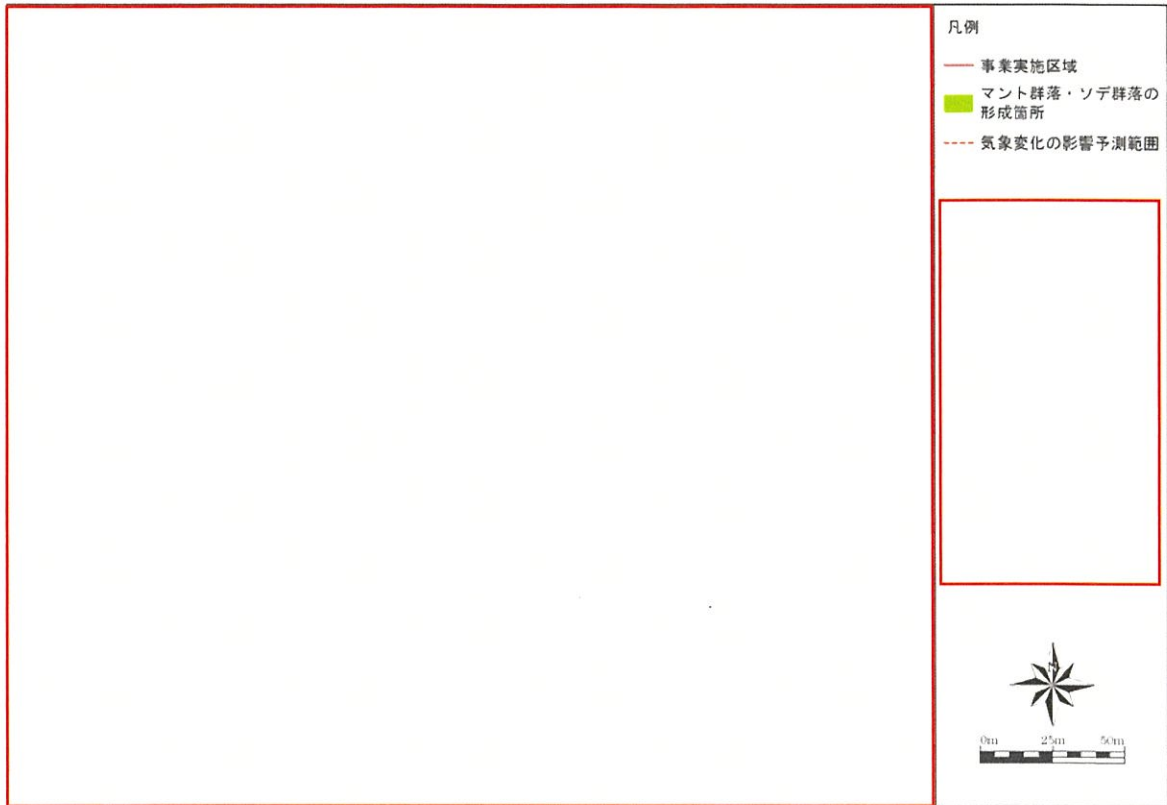 凡例
事業実施区域
マント群落・ソデ群落の
形成箇所
気象変化の影響予測範囲
N
0m 25m 50m